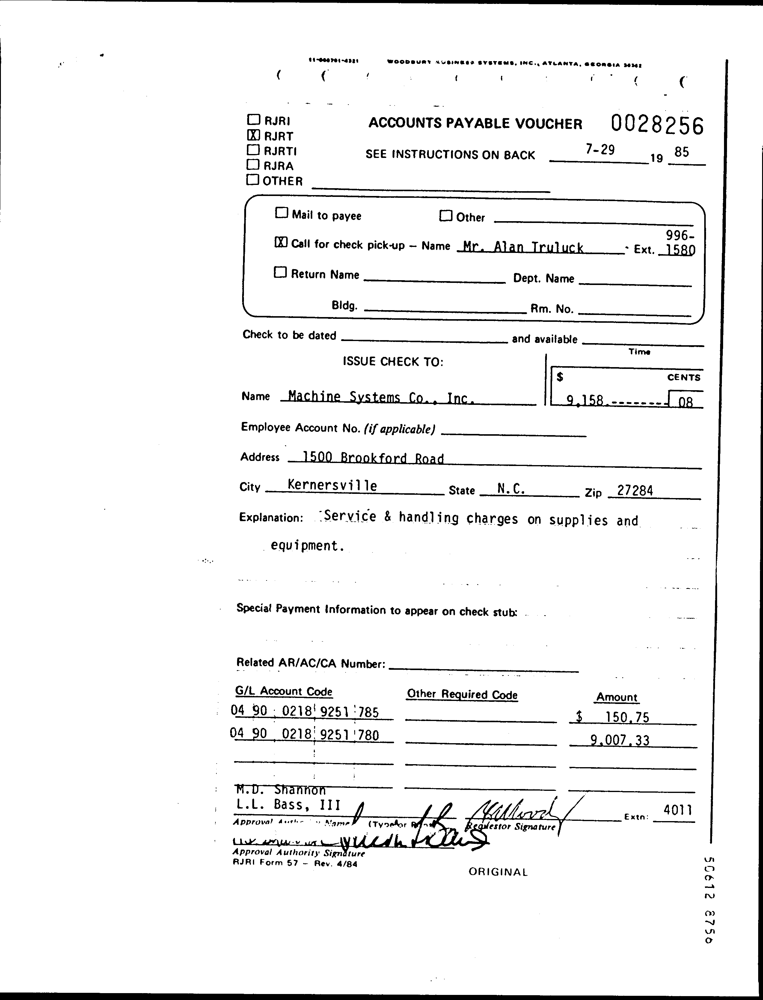 WOODBURY BUSINESS SYSTEMS, INC., ATLANTA, GEORGIA
☐ RJRI
ACCOUNTS PAYABLE VOUCHER 0028256
☒ RJRT
☐ RJRTI
SEE INSTRUCTIONS ON BACK 7-29 19 85
☐ RJRA
☐ OTHER
☐ Mail to payee ☐ Other
996-
☒ Call for check pick-up – Name Mr. Alan Truluck Ext. 1580
☐ Return Name Dept. Name
Bldg. Rm. No.
Check to be dated and available
Time
ISSUE CHECK TO:
$ CENTS
Name Machine Systems Co., Inc. 9,158.-------- 08
Employee Account No. (if applicable)
Address 1500 Brookford Road
City Kernersville State N.C. Zip 27284
Explanation: Service & handling charges on supplies and
equipment.
Special Payment Information to appear on check stub:
Related AR/AC/CA Number:
G/L Account Code Other Required Code Amount
04 90 0218 9251 785 $ 150.75
04 90 0218 9251 780 9,007.33
M.D. Shannon
L.L. Bass, III
Extn: 4011
Approval Name (Type or
Requestor Signature
Approval Authority Signature
RJRI Form 57 – Rev. 4/84
ORIGINAL
50612 8756